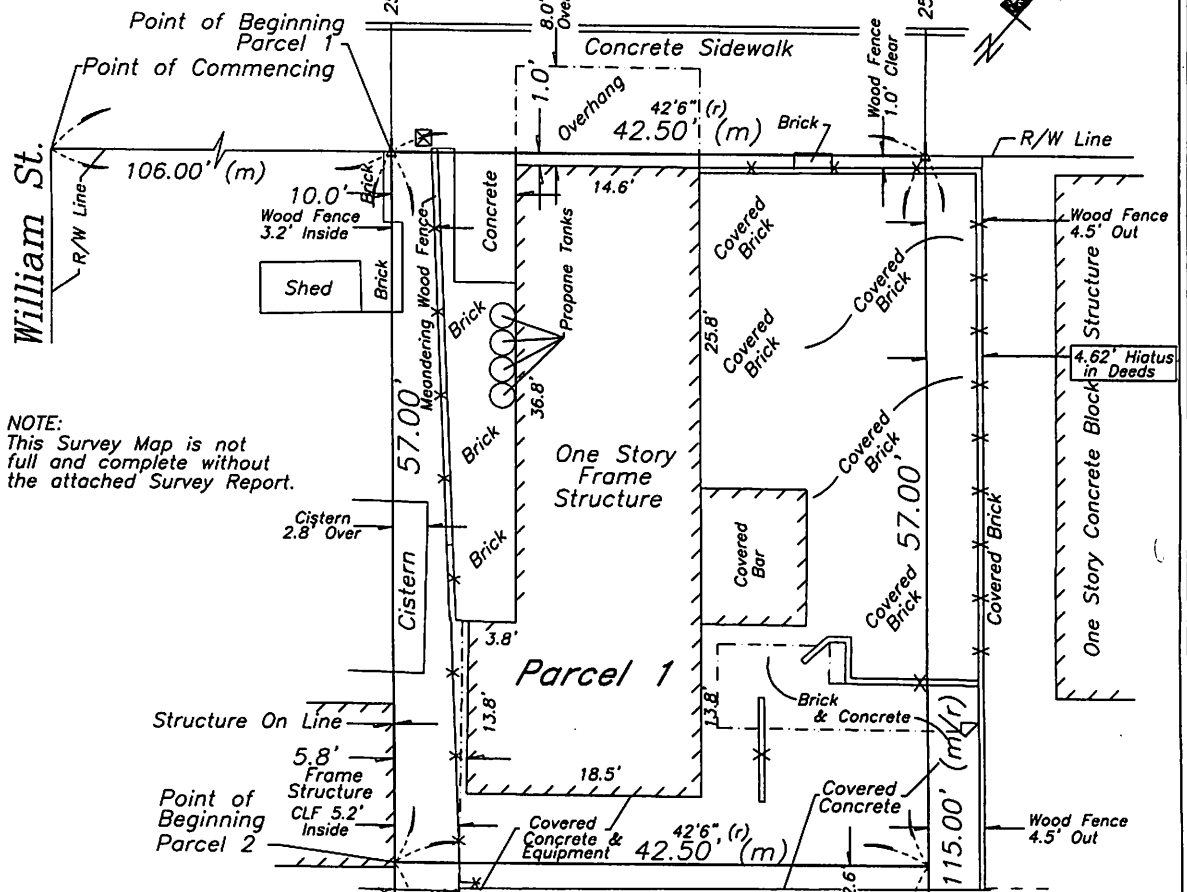 25
8.0'
Over
25
Point of Beginning
Parcel 1
Point of Commencing
Concrete Sidewalk
Wood Fence
1.0' Clear
1.0'
Overhang
42'6" (r)
42.50' (m)
Brick
R/W Line
William St.
R/W Line
106.00' (m)
10.0'
Brick
Wood Fence
3.2' Inside
Brick
Shed
Meandering Wood Fence
Concrete
14.6'
Propane Tanks
Brick
Brick
Brick
36.8'
25.8'
57.00'
Covered
Brick
Covered
Brick
Covered
Brick
Covered
Brick
Covered
Brick
57.00'
Covered Brick
Wood Fence
4.5' Out
4.62' Hiatus
in Deeds
One Story Concrete Block Structure
NOTE:
This Survey Map is not
full and complete without
the attached Survey Report.
One Story
Frame
Structure
Cistern
2.8' Over
Cistern
Covered
Bar
3.8'
Parcel 1
13.8'
13.8'
Brick
& Concrete
Structure On Line
5.8'
Frame
Structure
CLF 5.2'
Inside
18.5'
Point of
Beginning
Parcel 2
Covered
Concrete &
Equipment
42'6" (r)
42.50' (m)
Covered
Concrete
2.6'
115.00' (m/r)
Wood Fence
4.5' Out